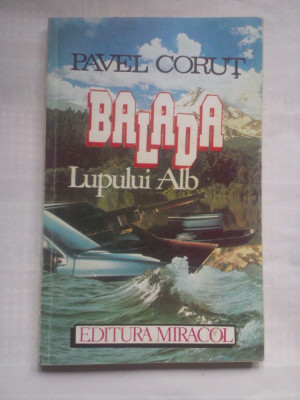 PAVEL CORUȚ
BALADA
Lupului Alb
EDITURA MIRACOL